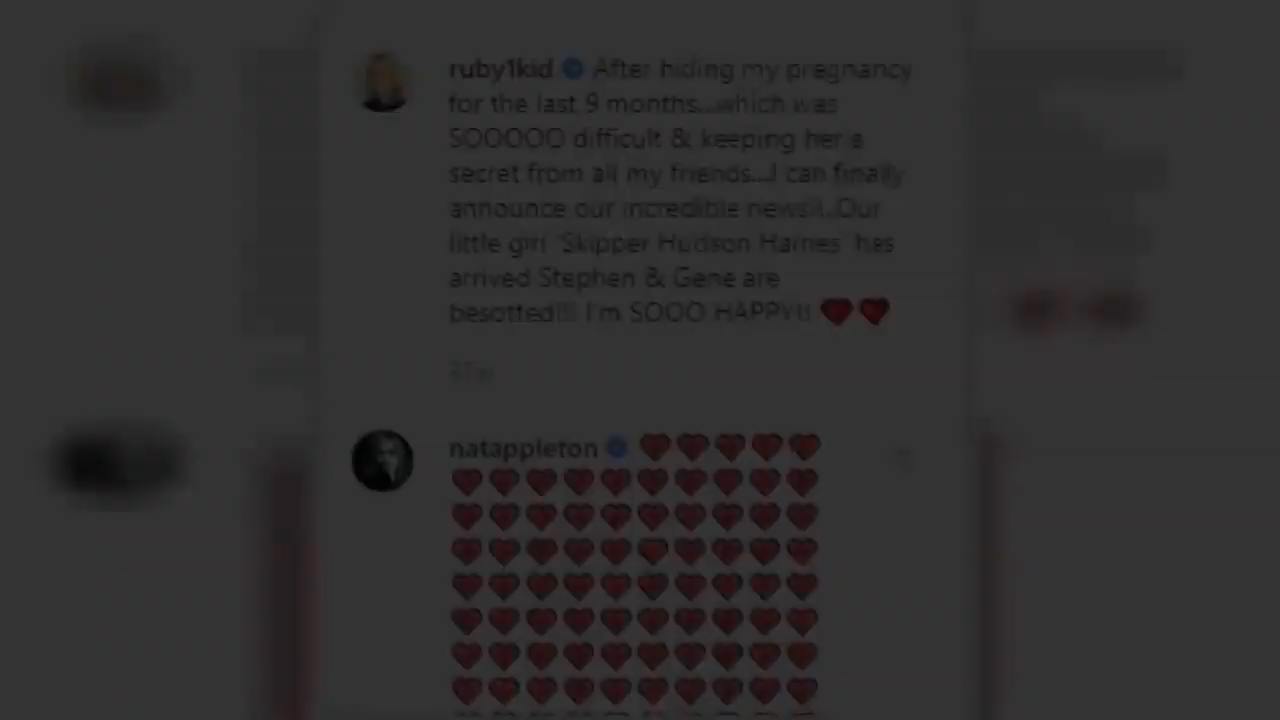 ruby1kid After hiding my pregnancy
for the last 9 months...which was
SOOOOO difficult & keeping her a
secret from all my friends...I can finally
announce our incredible news!!..Our
little girl 'Skipper Hudson Haines' has
arrived Stephen & Gene are
besotted!!! I'm SOOO HAPPY!! ❤️❤️
natappleton ❤️❤️❤️❤️❤️
❤️❤️❤️❤️❤️❤️❤️❤️❤️❤️
❤️❤️❤️❤️❤️❤️❤️❤️❤️❤️
❤️❤️❤️❤️❤️❤️❤️❤️❤️❤️
❤️❤️❤️❤️❤️❤️❤️❤️❤️❤️
❤️❤️❤️❤️❤️❤️❤️❤️❤️❤️
❤️❤️❤️❤️❤️❤️❤️❤️❤️❤️
❤️❤️❤️❤️❤️❤️❤️❤️❤️❤️